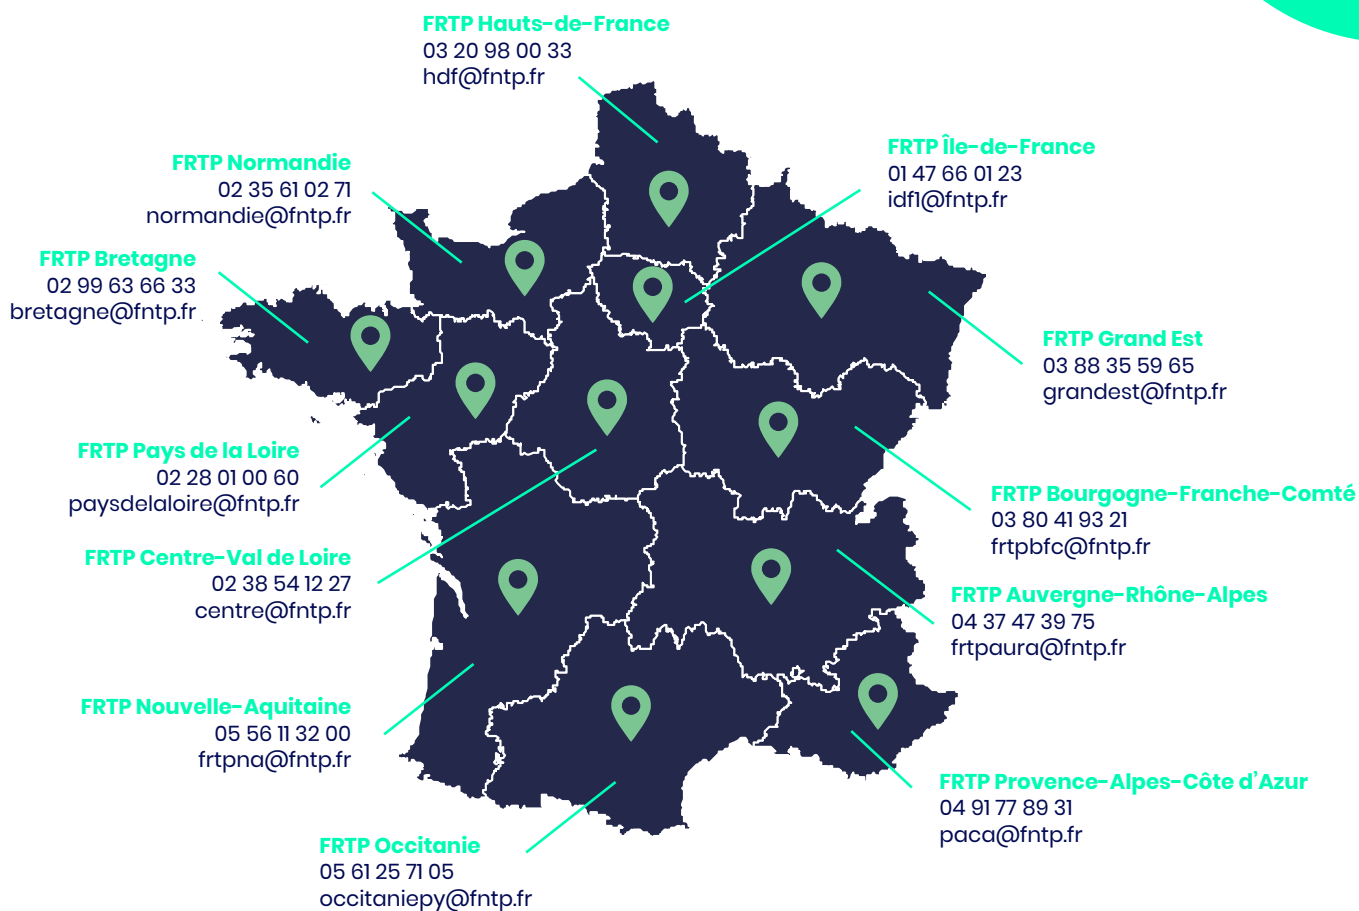 FRTP Hauts-de-France
03 20 98 00 33
hdf@fntp.fr
FRTP Île-de-France
01 47 66 01 23
idf1@fntp.fr
FRTP Normandie
02 35 61 02 71
normandie@fntp.fr
FRTP Bretagne
02 99 63 66 33
bretagne@fntp.fr
FRTP Grand Est
03 88 35 59 65
grandest@fntp.fr
FRTP Pays de la Loire
02 28 01 00 60
paysdelaloire@fntp.fr
FRTP Bourgogne-Franche-Comté
03 80 41 93 21
frtpbfc@fntp.fr
FRTP Centre-Val de Loire
02 38 54 12 27
centre@fntp.fr
FRTP Auvergne-Rhône-Alpes
04 37 47 39 75
frtpaura@fntp.fr
FRTP Nouvelle-Aquitaine
05 56 11 32 00
frtpna@fntp.fr
FRTP Provence-Alpes-Côte d’Azur
04 91 77 89 31
paca@fntp.fr
FRTP Occitanie
05 61 25 71 05
occitaniepy@fntp.fr